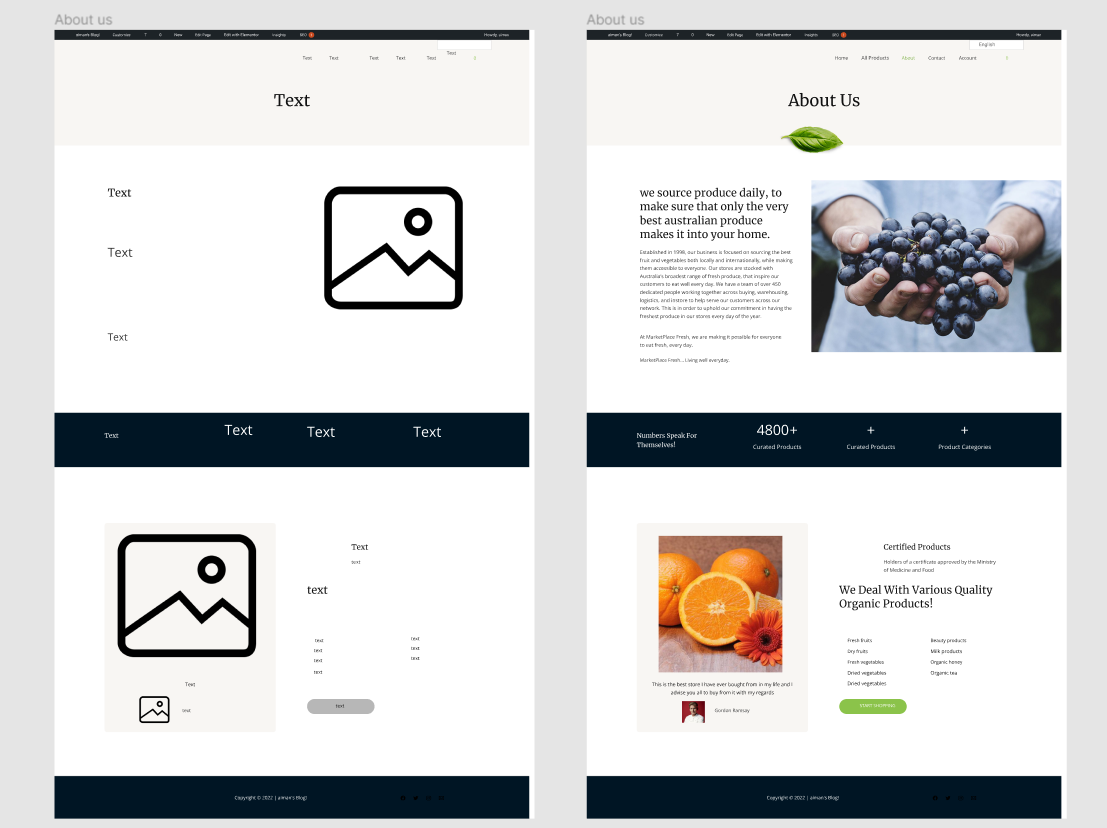 About us
aiman's Blog! Customize 7 0 New Edit Page Edit with Elementor Insights SEO Howdy, aiman
Text
Text Text Text Text Text
Text
Text
Text
Text
Text Text Text Text
Text
text
text
text text
text text
text text
text
Text
text
text
Copyright © 2022 | aiman's Blog!
About us
aiman's Blog! Customize 7 0 New Edit Page Edit with Elementor Insights SEO Howdy, aiman
English
Home All Products About Contact Account
About Us
we source produce daily, to
make sure that only the very
best australian produce
makes it into your home.
Established in 1998, our business is focused on sourcing the best
fruit and vegetables both locally and internationally, while making
them accessible to everyone. Our stores are stocked with
Australia's broadest range of fresh produce, that inspire our
customers to eat well every day. We have a team of over 450
dedicated people working together across buying, warehousing,
logistics, and instore to help serve our customers across our
network. This is in order to uphold our commitment in having the
freshest produce in our stores every day of the year.
At MarketPlace Fresh, we are making it possible for everyone
to eat fresh, every day.
MarketPlace Fresh... Living well everyday.
Numbers Speak For
Themselves!
4800+ + +
Curated Products Curated Products Product Categories
Certified Products
Holders of a certificate approved by the Ministry
of Medicine and Food
We Deal With Various Quality
Organic Products!
Fresh fruits Beauty products
Dry fruits Milk products
Fresh vegetables Organic honey
Dried vegetables Organic tea
Dried vegetables
START SHOPPING
This is the best store I have ever bought from in my life and I
advise you all to buy from it with my regards
Gordon Ramsay
Copyright © 2022 | aiman's Blog!